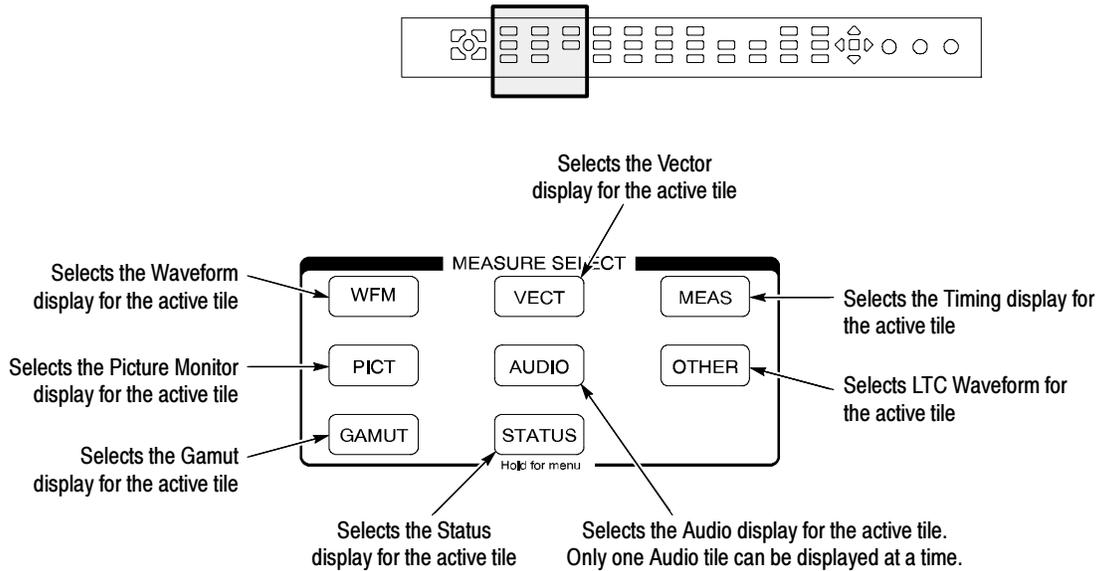 Selects the Vector
display for the active tile
MEASURE SELECT
Selects the Waveform
display for the active tile
WFM
VECT
MEAS
Selects the Timing display for
the active tile
Selects the Picture Monitor
display for the active tile
PICT
AUDIO
OTHER
Selects LTC Waveform for
the active tile
Selects the Gamut
display for the active tile
GAMUT
STATUS
Hold for menu
Selects the Status
display for the active tile
Selects the Audio display for the active tile.
Only one Audio tile can be displayed at a time.